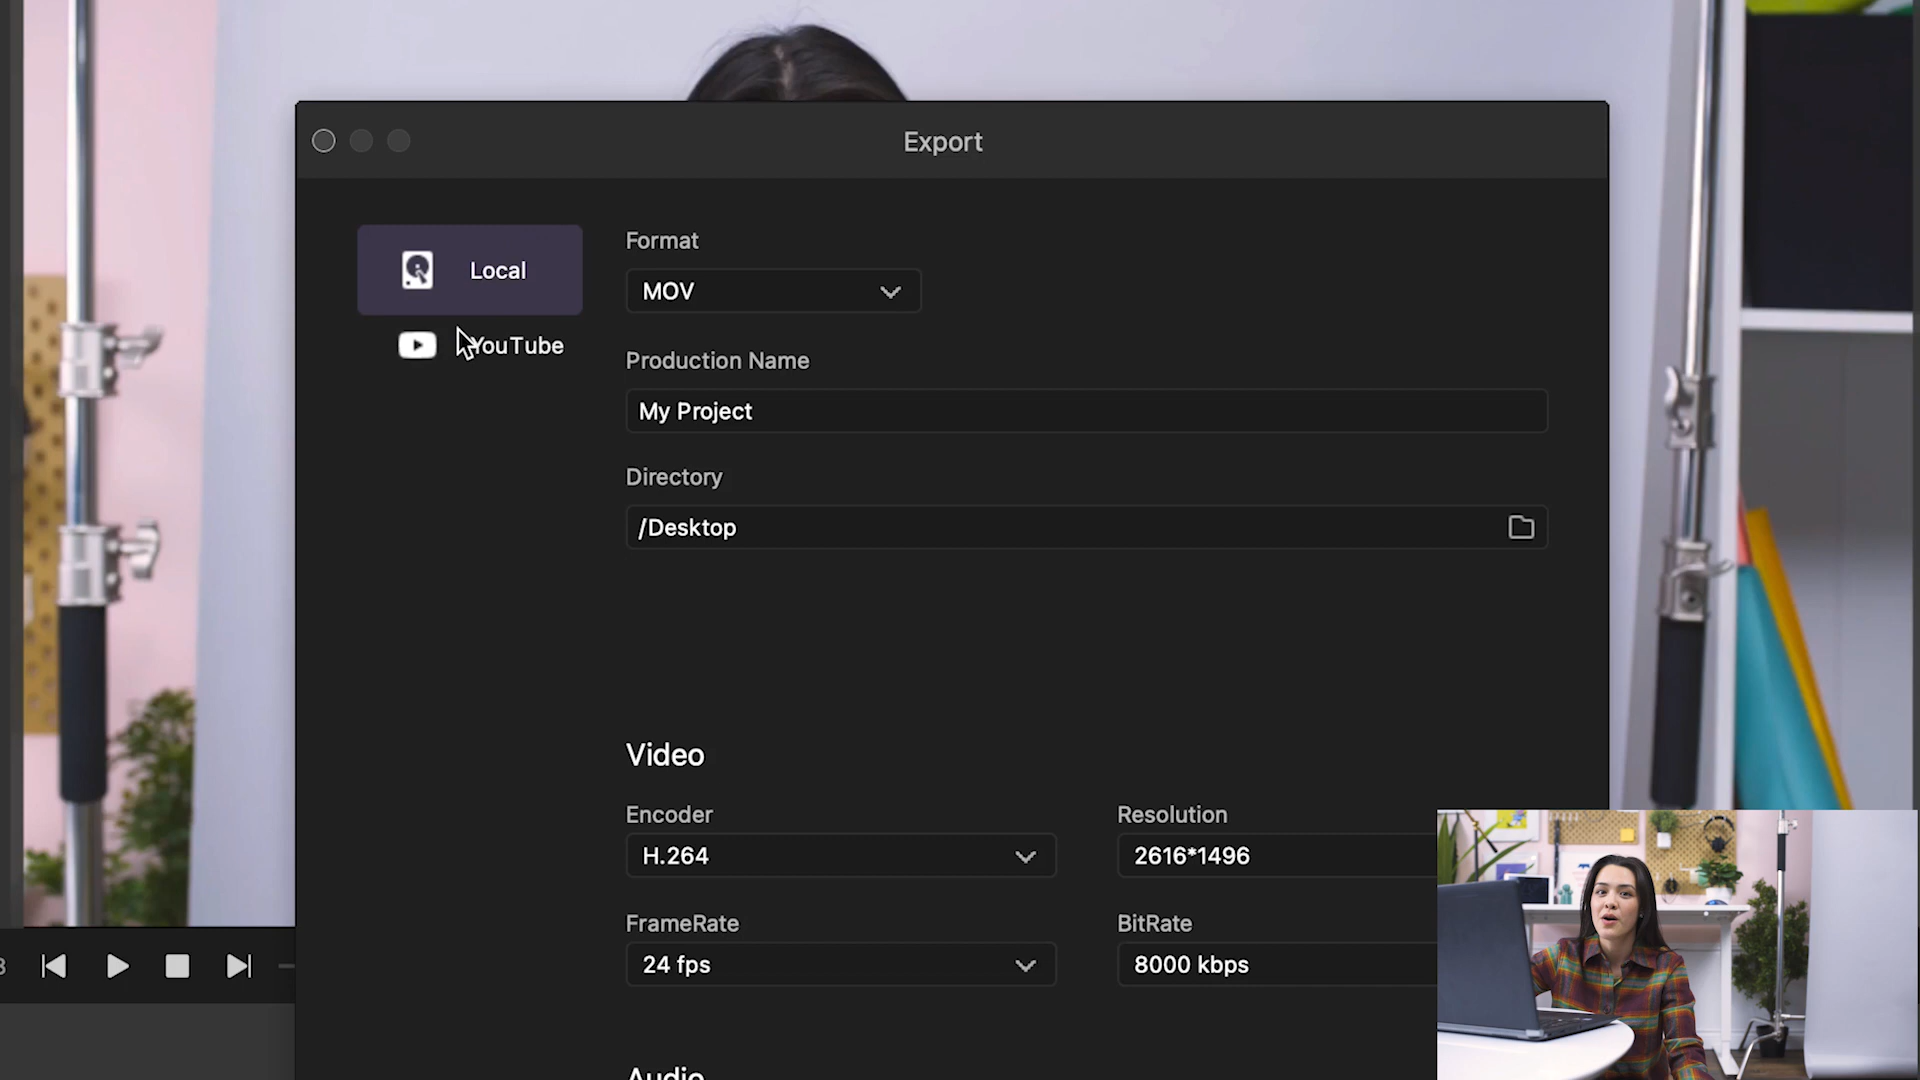 Export
Local
YouTube
Format
MOV
Production Name
My Project
Directory
/Desktop
Video
Encoder
H.264
Resolution
2616*1496
FrameRate
24 fps
BitRate
8000 kbps
Audio